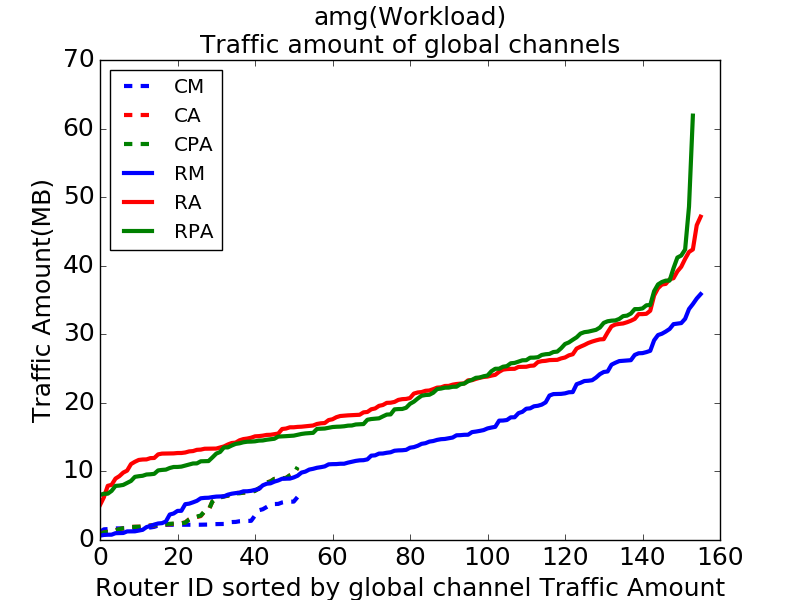 amg(Workload)
Traffic amount of global channels
Traffic Amount(MB)
70
60
50
40
30
20
10
0
CM
CA
CPA
RM
RA
RPA
0 20 40 60 80 100 120 140 160
Router ID sorted by global channel Traffic Amount